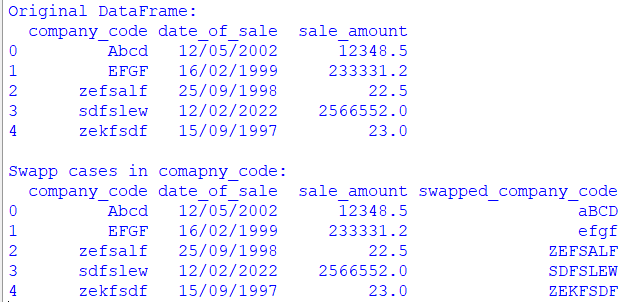 Original DataFrame:
company_code date_of_sale sale_amount
0 Abcd 12/05/2002 12348.5
1 EFGF 16/02/1999 233331.2
2 zefsalf 25/09/1998 22.5
3 sdfslew 12/02/2022 2566552.0
4 zekfsdf 15/09/1997 23.0
Swapp cases in comapny_code:
company_code date_of_sale sale_amount swapped_company_code
0 Abcd 12/05/2002 12348.5 aBCD
1 EFGF 16/02/1999 233331.2 efgf
2 zefsalf 25/09/1998 22.5 ZEFSALF
3 sdfslew 12/02/2022 2566552.0 SDFSLEW
4 zekfsdf 15/09/1997 23.0 ZEKFSDF